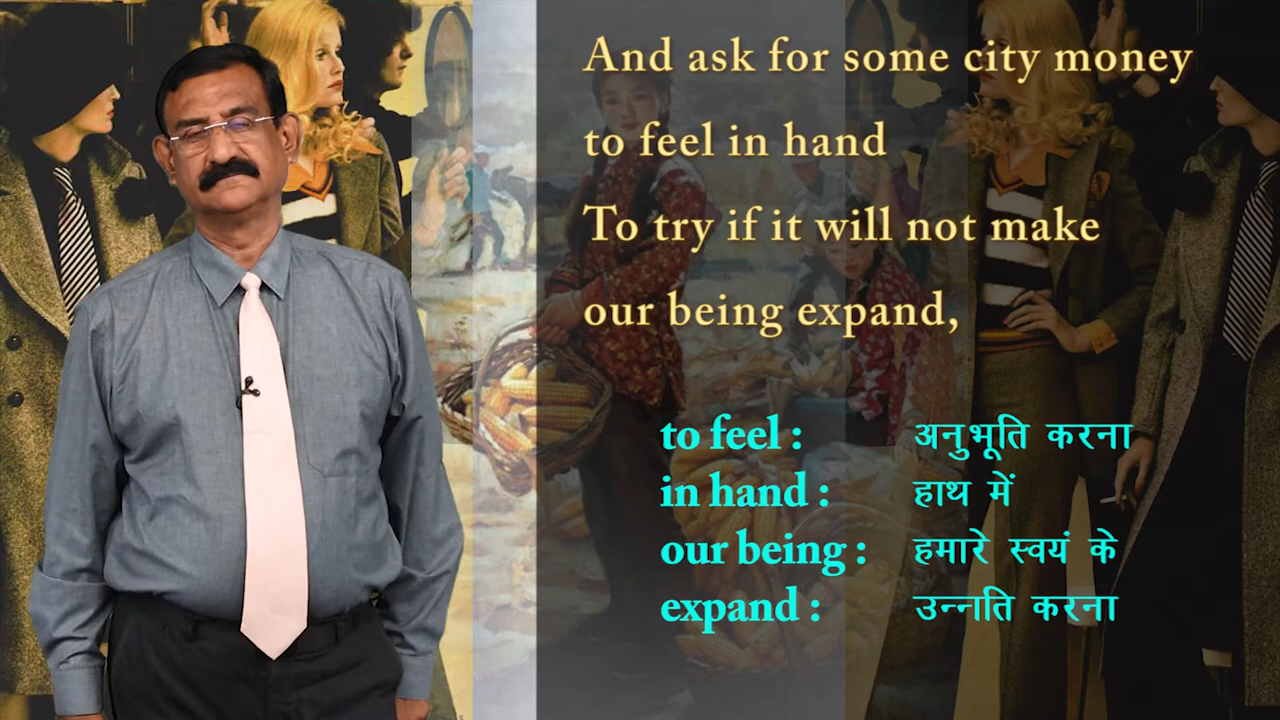 And ask for some city money
to feel in hand
To try if it will not make
our being expand,
to feel : अनुभूति करना
in hand : हाथ में
our being : हमारे स्वयं के
expand : उन्नति करना